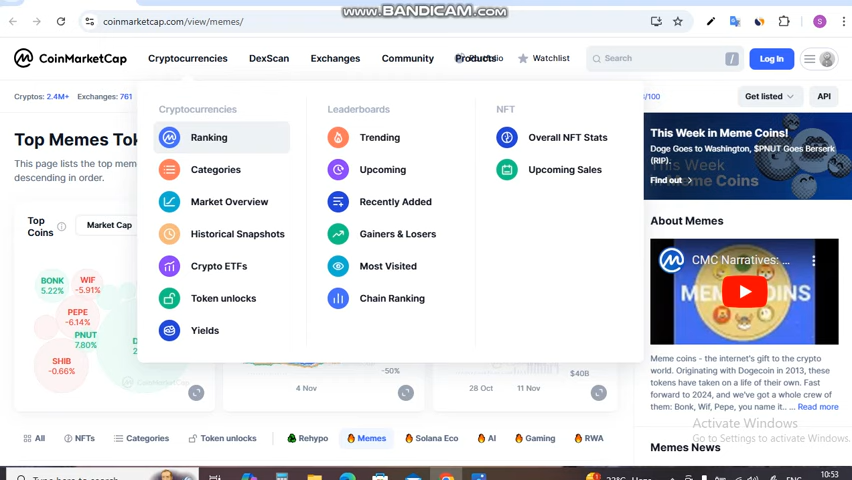 www.BANDICAM.com
coinmarketcap.com/view/memes/
S
CoinMarketCap
Cryptocurrencies
DexScan
Exchanges
Community
Products
Watchlist
Search
/
Log In
Cryptos: 2.4M+
Exchanges: 761
/100
Get listed
API
Cryptocurrencies
Ranking
Categories
Market Overview
Historical Snapshots
Crypto ETFs
Token unlocks
Yields
Leaderboards
Trending
Upcoming
Recently Added
Gainers & Losers
Most Visited
Chain Ranking
NFT
Overall NFT Stats
Upcoming Sales
Top Memes Tok
This page lists the top mem
descending in order.
Top
Coins
Market Cap
BONK
5.22%
WIF
-5.91%
PEPE
-6.14%
PNUT
7.80%
SHIB
-0.66%
D
2
CoinMarketCap
-50%
4 Nov
$40B
28 Oct
11 Nov
All
NFTs
Categories
Token unlocks
Rehypo
Memes
Solana Eco
AI
Gaming
RWA
This Week in Meme Coins!
Doge Goes to Washington, $PNUT Goes Berserk
(RIP).
Find out
About Memes
CMC Narratives: ...
Meme coins - the internet's gift to the crypto
world. Originating with Dogecoin in 2013, these
tokens have taken on a life of their own. Fast
forward to 2024, and we've got a whole crew of
them: Bonk, Wif, Pepe, you name it.... Read more
Activate Windows
Go to Settings to activate Windows.
Memes News
Type here to search
10:53